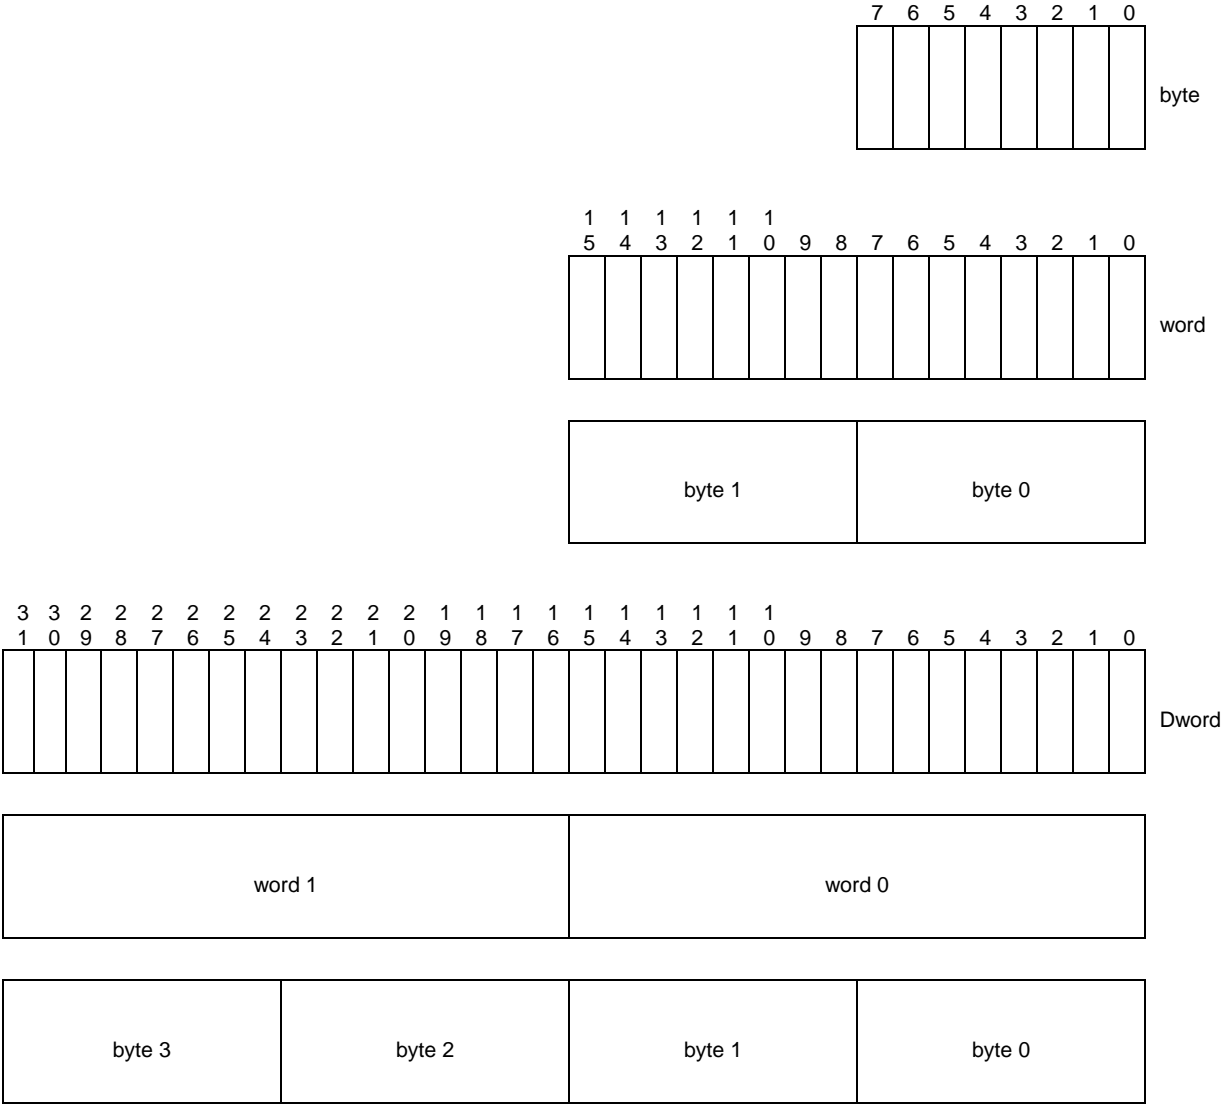 7 6 5 4 3 2 1 0
byte
1 1 1 1 1 1
5 4 3 2 1 0 9 8 7 6 5 4 3 2 1 0
word
byte 1 byte 0
3 3 2 2 2 2 2 2 2 2 2 2 1 1 1 1 1 1 1 1 1 1
1 0 9 8 7 6 5 4 3 2 1 0 9 8 7 6 5 4 3 2 1 0 9 8 7 6 5 4 3 2 1 0
Dword
word 1 word 0
byte 3 byte 2 byte 1 byte 0